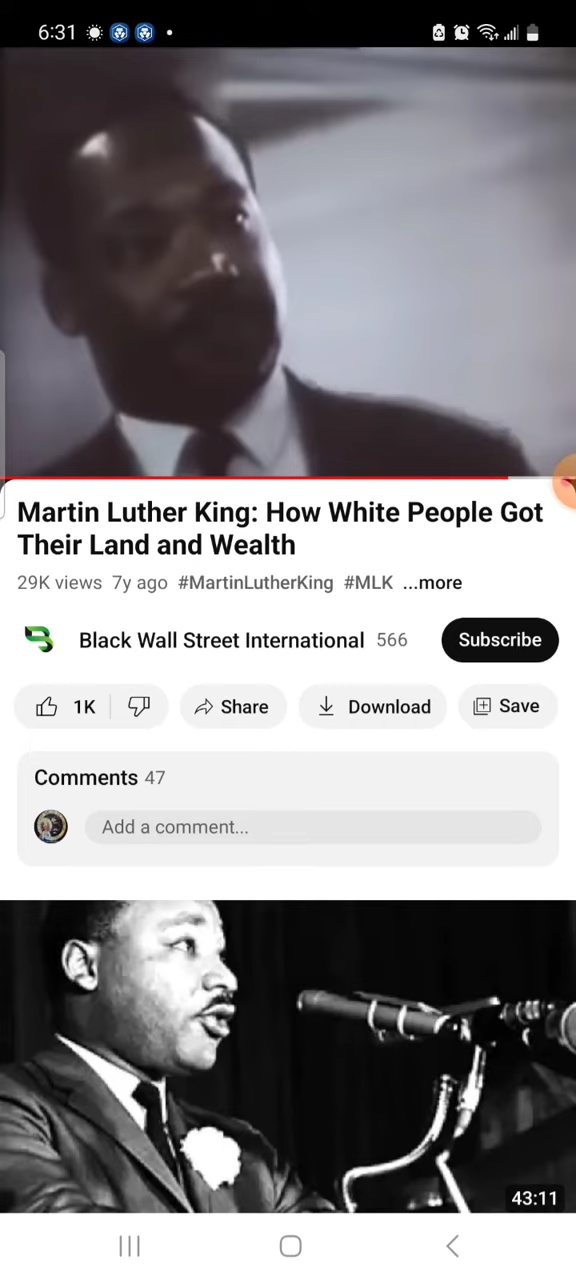 6:31
Martin Luther King: How White People Got
Their Land and Wealth
29K views 7y ago #MartinLutherKing #MLK ...more
Black Wall Street International 566 Subscribe
1K Share Download Save
Comments 47
Add a comment...
43:11